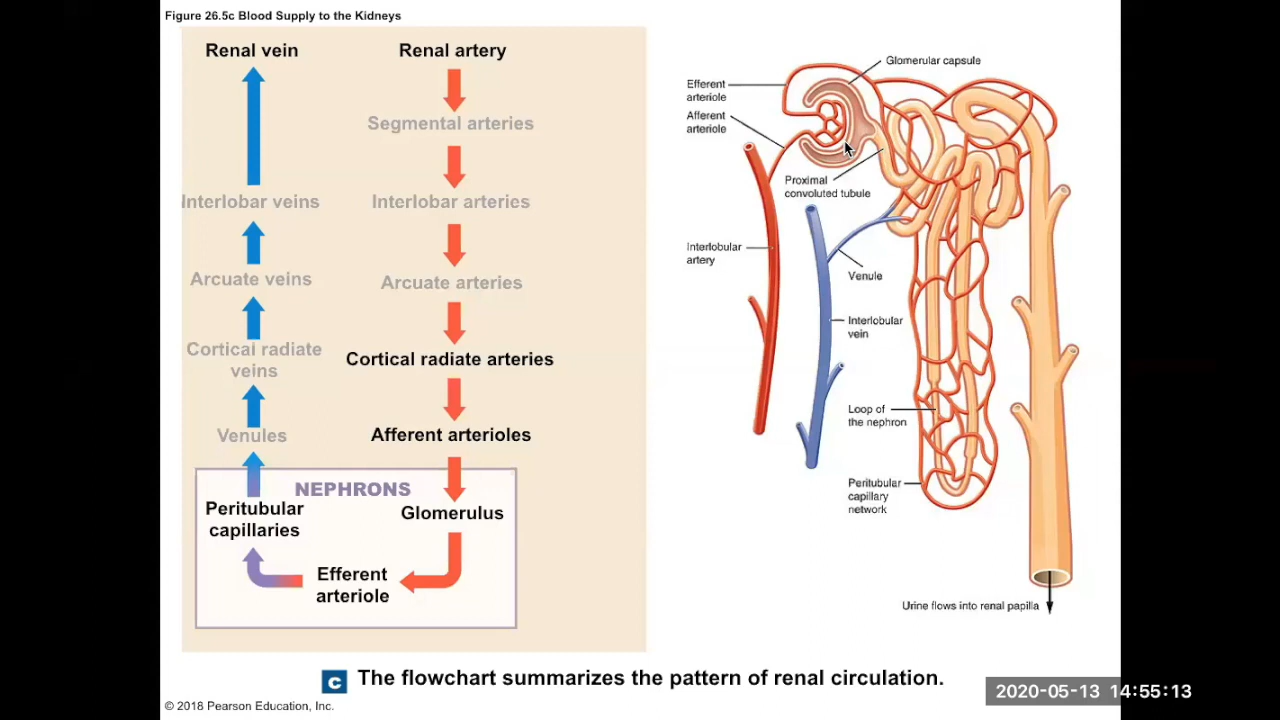 Figure 26.5c Blood Supply to the Kidneys
Renal vein
Interlobar veins
Arcuate veins
Cortical radiate
veins
Venules
Peritubular
capillaries
Renal artery
Segmental arteries
Interlobar arteries
Arcuate arteries
Cortical radiate arteries
Afferent arterioles
NEPHRONS
Glomerulus
Efferent
arteriole
Glomerular capsule
Efferent
arteriole
Afferent
arteriole
Proximal
convoluted tubule
Interlobular
artery
Venule
Interlobular
vein
Loop of
the nephron
Peritubular
capillary
network
Urine flows into renal papilla
c The flowchart summarizes the pattern of renal circulation.
© 2018 Pearson Education, Inc.
2020-05-13 14:55:13